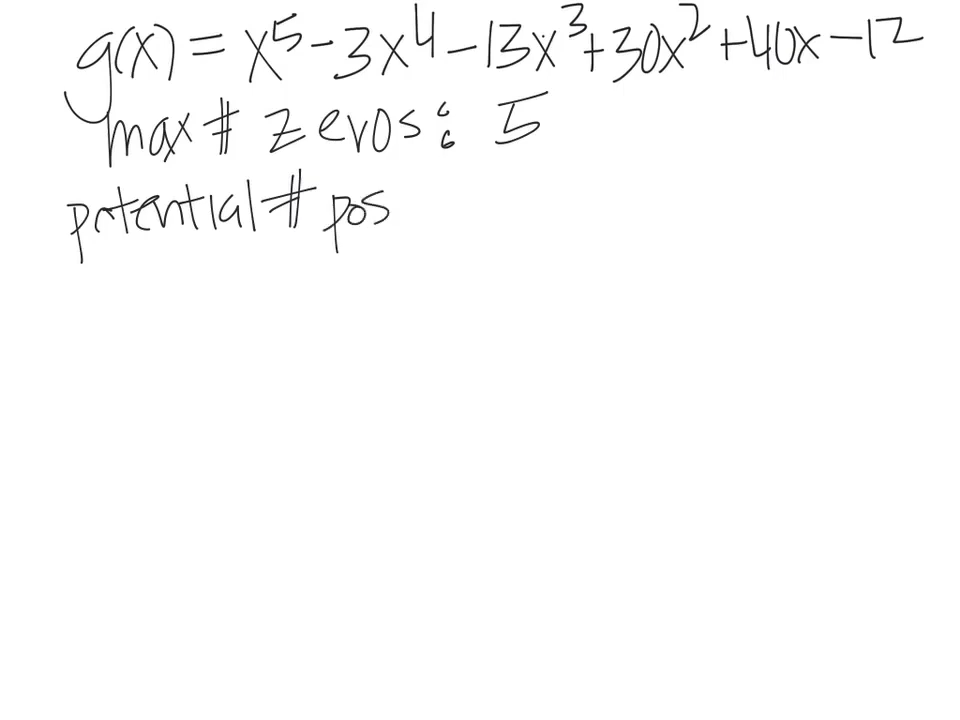 g(x) = x⁵ - 3x⁴ - 13x³ + 30x² + 40x - 12
max # zeros: 5
potential # pos